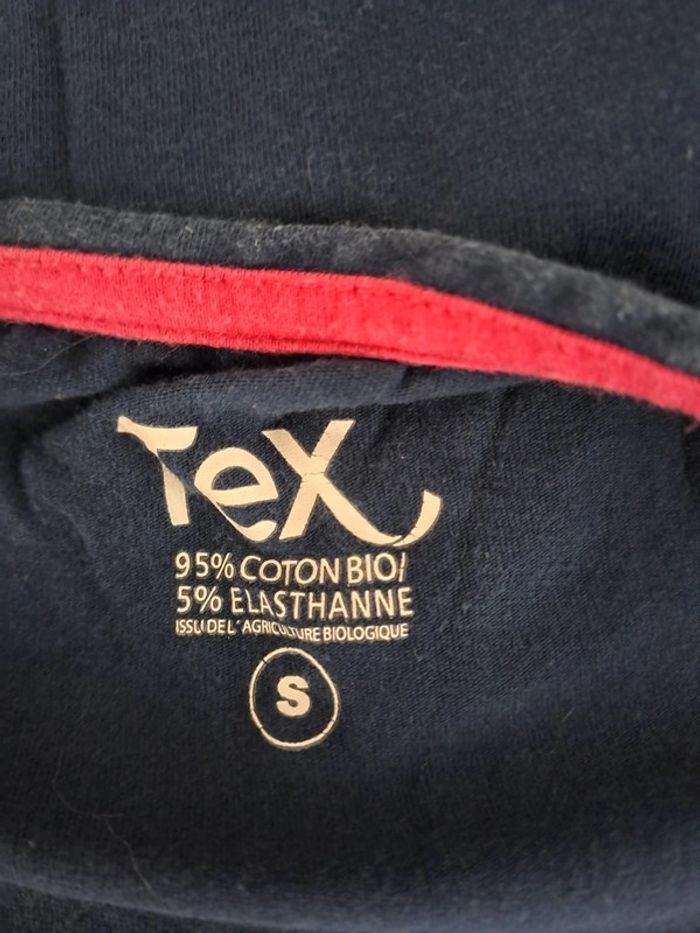 TeX
95% COTON BIO/
5% ELASTHANNE
ISSU DE L'AGRICULTURE BIOLOGIQUE
S